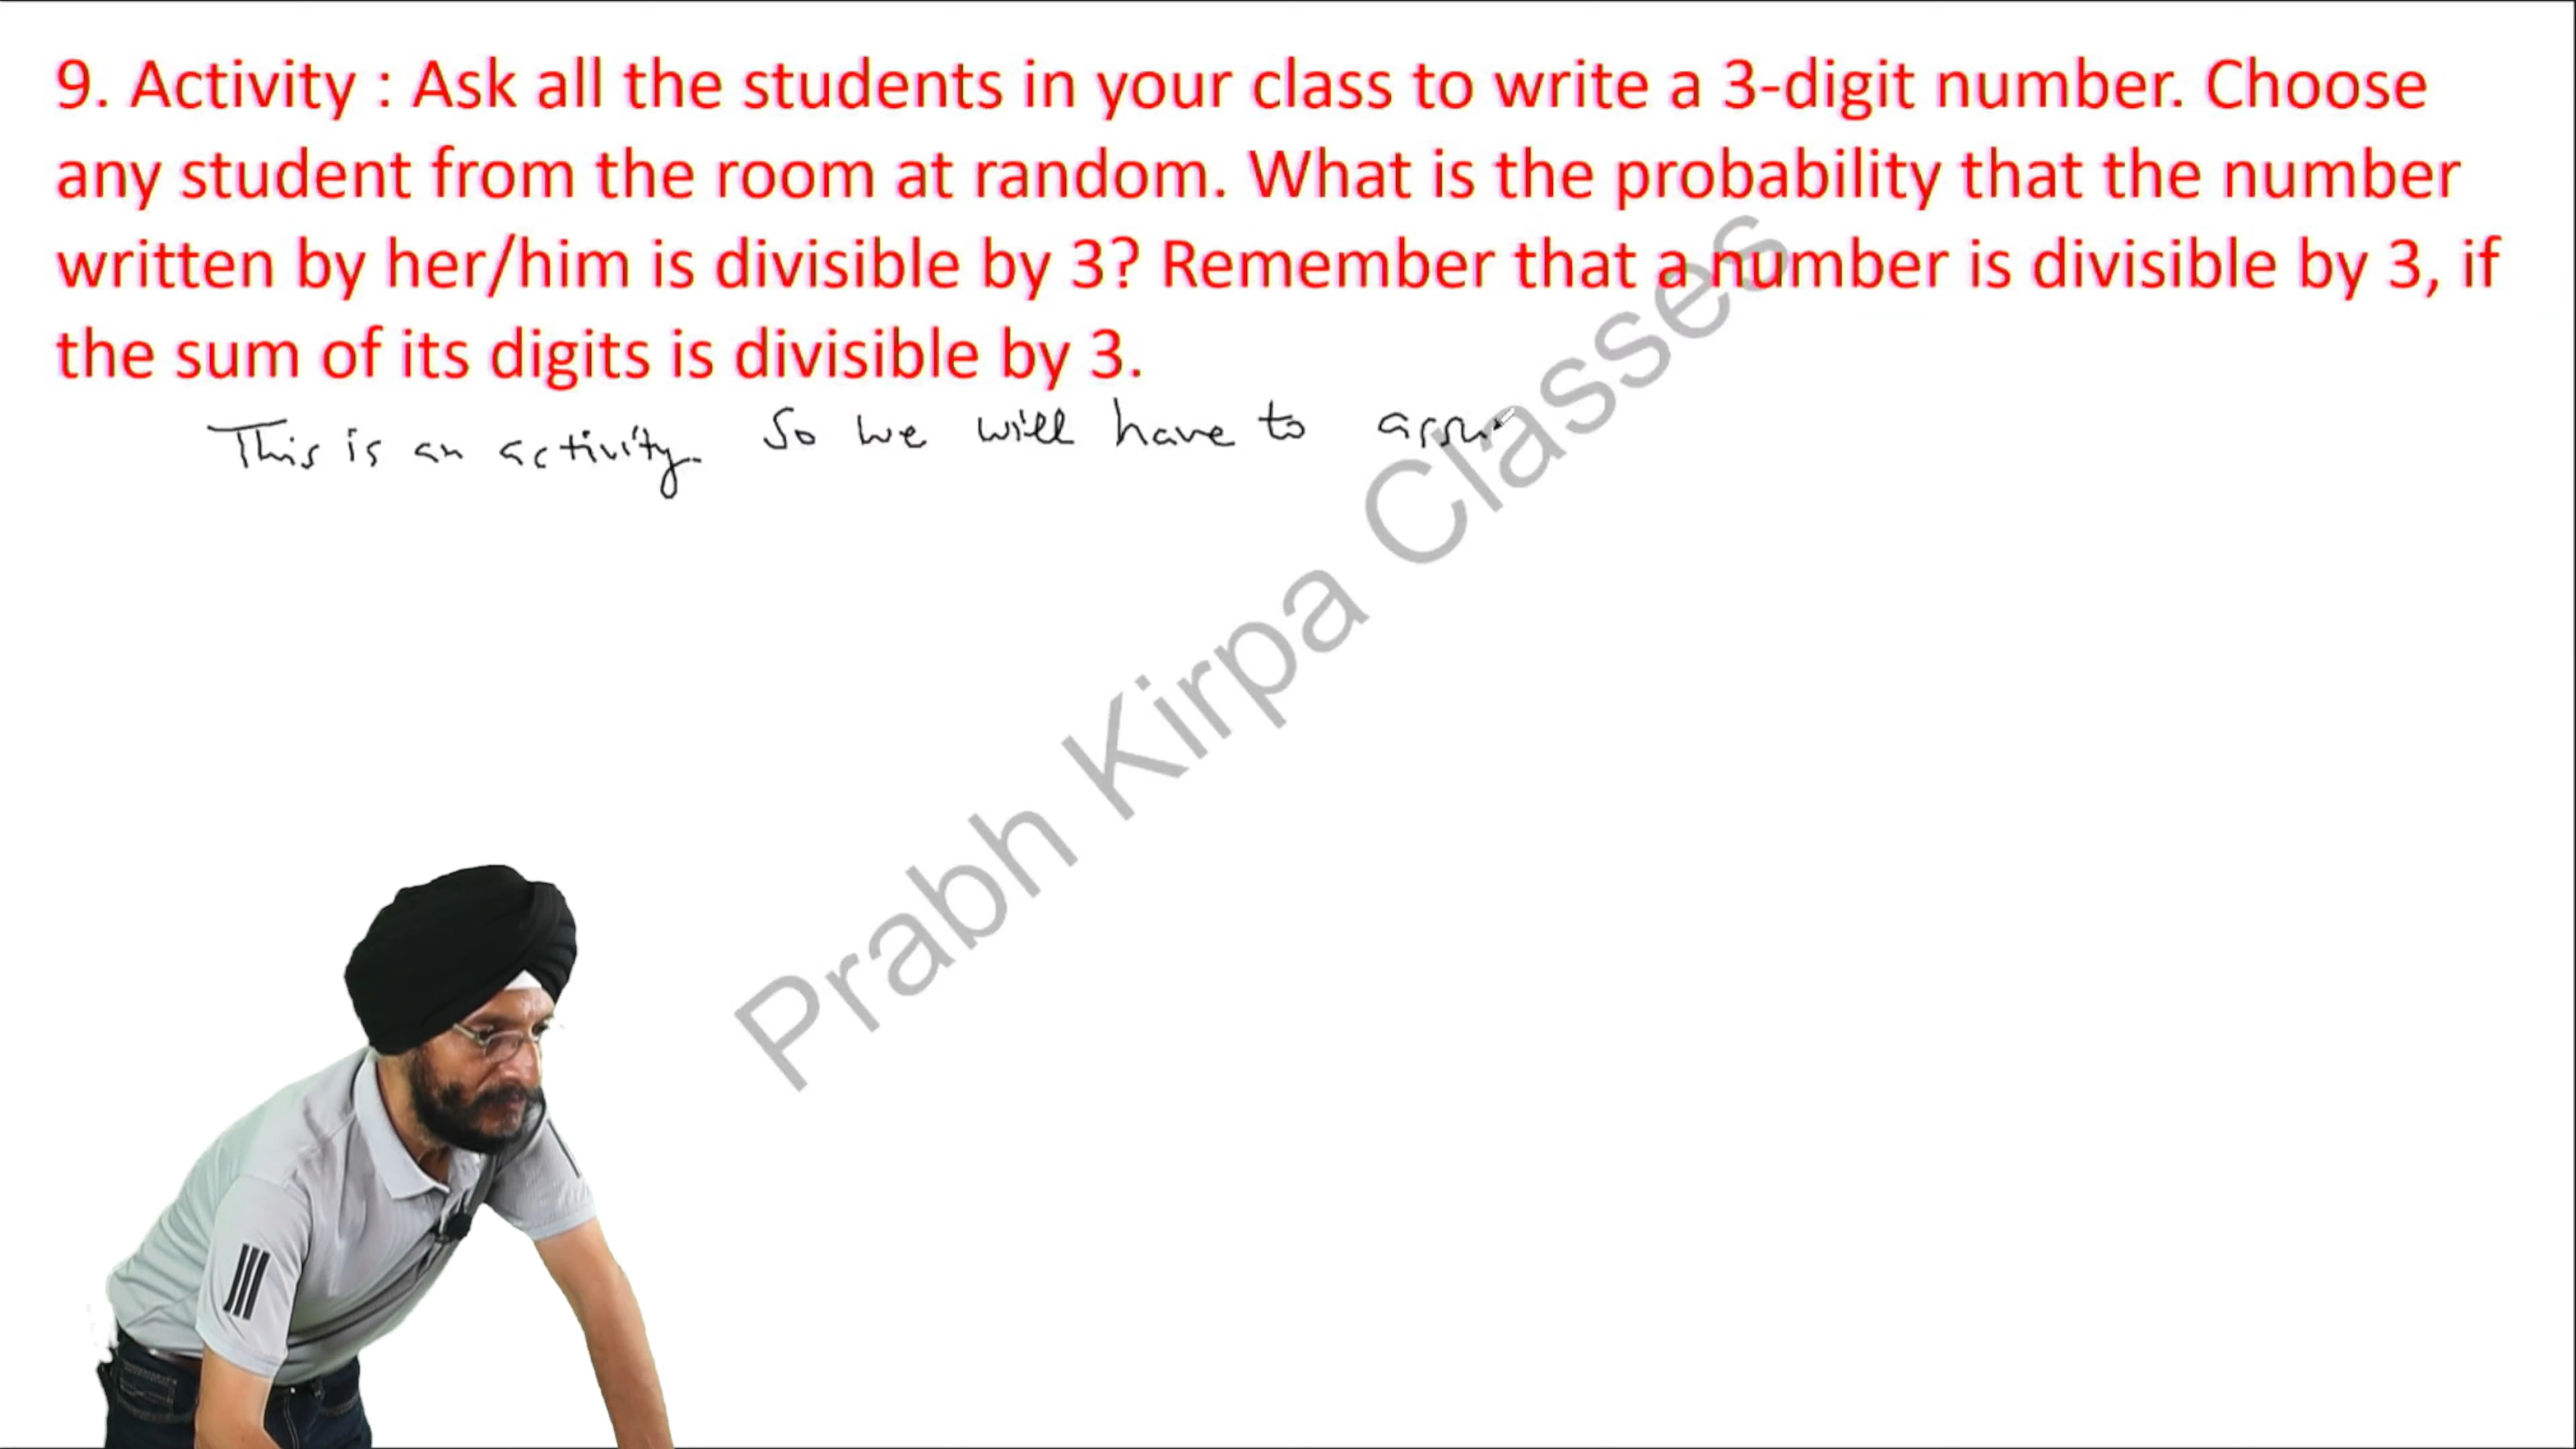 9. Activity : Ask all the students in your class to write a 3-digit number. Choose
any student from the room at random. What is the probability that the number
written by her/him is divisible by 3? Remember that a number is divisible by 3, if
the sum of its digits is divisible by 3.
This is an activity. So we will have to assu
Prabh Kirpa Classes